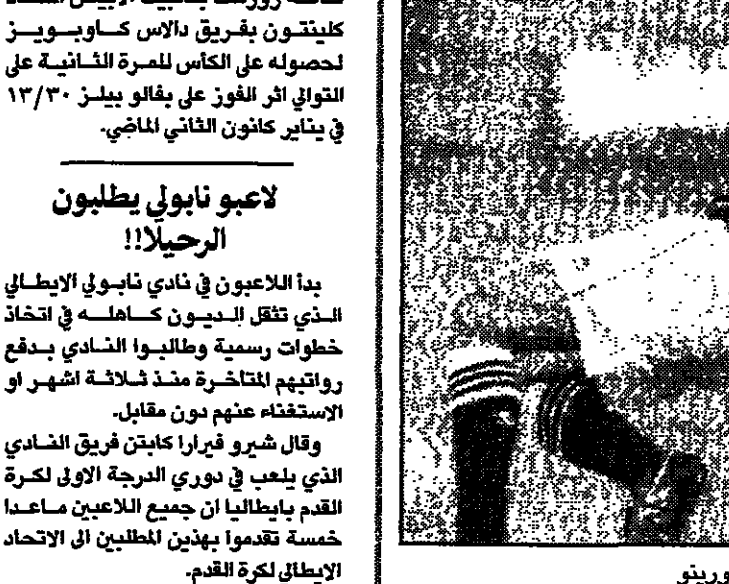 كلينتون بفريق دالاس كاوبويز
لحصوله على الكأس للمرة الثانية على
التوالي اثر الفوز على بفالو بيلز ١٣/٣٠
في يناير كانون الثاني الماضي.
لاعبو نابولي يطلبون
الرحيلا!!
بدأ اللاعبون في نادي نابولي الايطالي
الذي تثقل الديون كاهله في اتخاذ
خطوات رسمية وطالبوا النادي بدفع
رواتبهم المتاخرة منذ ثلاثة اشهر او
الاستغناء عنهم دون مقابل.
وقال شيرو فيرارا كابتن فريق النادي
الذي يلعب في دوري الدرجة الاولى لكرة
القدم بايطاليا ان جميع اللاعبين ماعدا
خمسة تقدموا بهذين المطلبين الى الاتحاد
الايطالي لكرة القدم.
ورينو